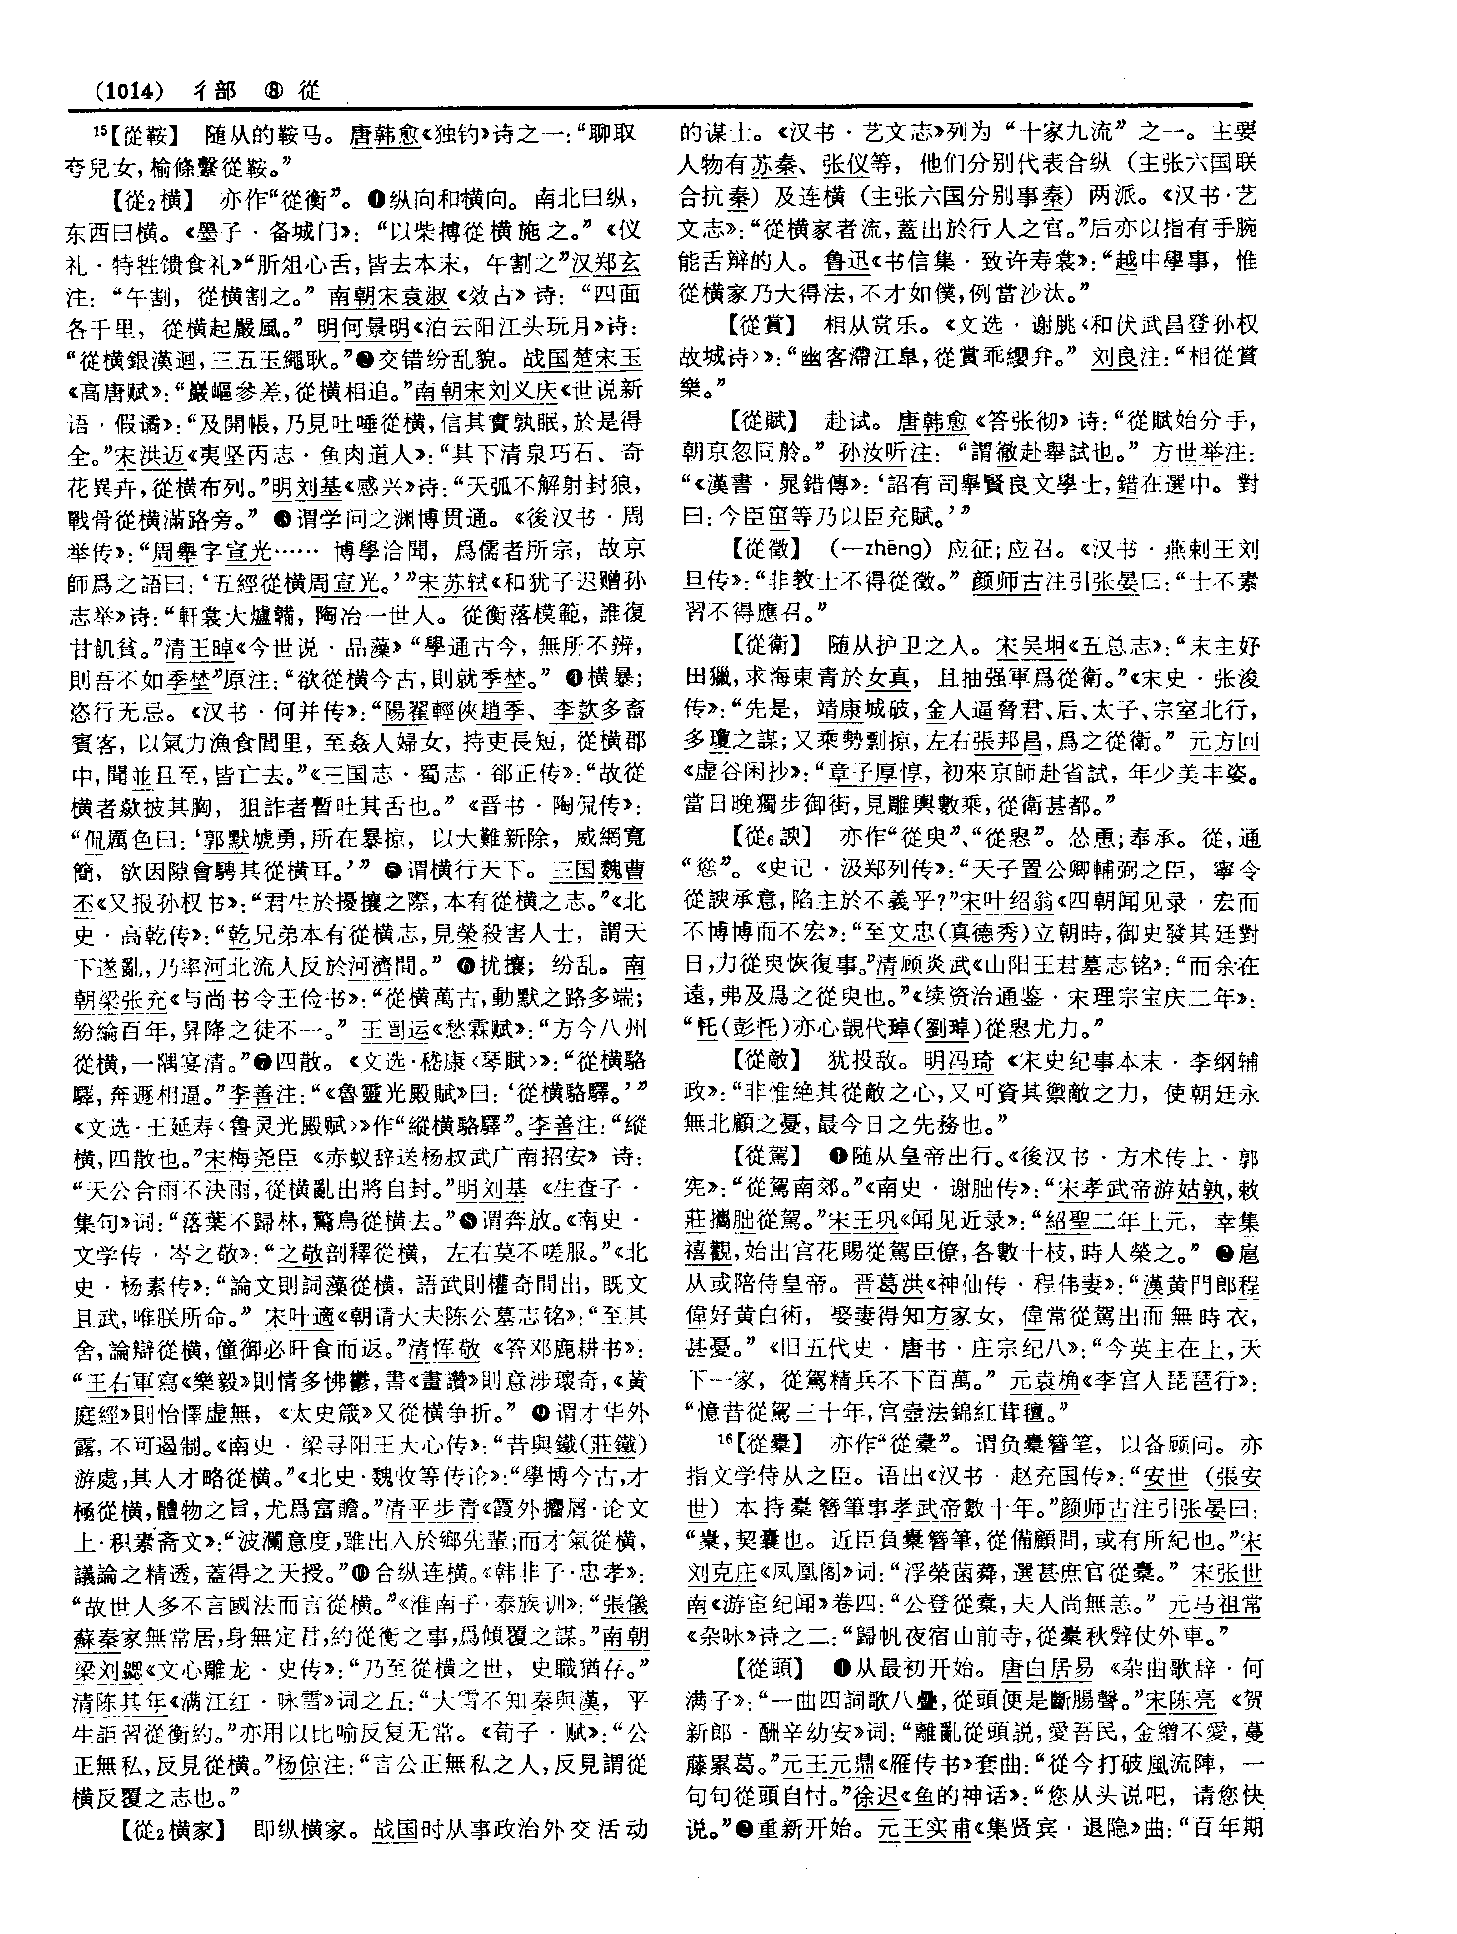 (1014) 彳部 ⑧ 從
15【從鞍】 随从的鞍马。唐韩愈《独钓》诗之一：“聊取
夸兒女，榆條繫從鞍。”
【從2横】 亦作“從衡”。❶纵向和横向。南北曰纵，
东西曰横。《墨子·备城门》：“以柴搏從横施之。”《仪
礼·特牲馈食礼》“肵俎心舌，皆去本末，午割之”汉郑玄
注：“午割，從横割之。”南朝宋袁淑《效古》诗：“四面
各千里，從横起嚴風。”明何景明《泊云阳江头玩月》诗：
“從横銀漢迴，三五玉繩耿。”❷交错纷乱貌。战国楚宋玉
《高唐赋》：“巖嶇參差，從横相追。”南朝宋刘义庆《世说新
语·假谲》：“及開帳，乃見吐唾從横，信其實孰眠，於是得
全。”宋洪迈《夷坚丙志·鱼肉道人》：“其下清泉巧石、奇
花異卉，從横布列。”明刘基《感兴》诗：“天弧不解射封狼，
戰骨從横滿路旁。”❸谓学问之渊博贯通。《後汉书·周
举传》：“周舉字宣光……博學洽聞，爲儒者所宗，故京
師爲之語曰：‘五經從横周宣光。’”宋苏轼《和犹子迟赠孙
志举》诗：“軒裳大爐鞴，陶冶一世人。從衡落模範，誰復
甘飢貧。”清王晫《今世说·品藻》“學通古今，無所不辨，
則吾不如季埜”原注：“欲從横今古，則就季埜。”❹横暴；
恣行无忌。《汉书·何并传》：“陽翟輕俠趙季、李款多畜
賓客，以氣力漁食閭里，至姦人婦女，持吏長短，從横郡
中，聞並且至，皆亡去。”《三国志·蜀志·郤正传》：“故從
横者欻披其胸，狙詐者暫吐其舌也。”《晋书·陶侃传》：
“侃厲色曰：‘郭默虓勇，所在暴掠，以大難新除，威網寬
簡，欲因隙會騁其從横耳。’”❺谓横行天下。三国魏曹
丕《又报孙权书》：“君生於擾攘之際，本有從横之志。”《北
史·高乾传》：“乾兄弟本有從横志，見榮殺害人士，謂天
下遂亂，乃率河北流人反於河濟間。”❻扰攘；纷乱。南
朝梁张充《与尚书令王俭书》：“從横萬古，動默之路多端；
紛綸百年，昇降之徒不一。”王闿运《愁霖赋》：“方今八州
從横，一隅宴清。”❼四散。《文选·嵇康〈琴赋〉》：“從横駱
驛，奔遯相逼。”李善注：“《魯靈光殿賦》曰：‘從横駱驛。’”
《文选·王延寿〈鲁灵光殿赋〉》作“縱横駱驛”。李善注：“縱
横，四散也。”宋梅尧臣《赤蚁辞送杨叔武广南招安》诗：
“天公合雨不決雨，從横亂出將自封。”明刘基《生查子·
集句》词：“落葉不歸林，驚鳥從横去。”❽谓奔放。《南史·
文学传·岑之敬》：“之敬剖釋從横，左右莫不嗟服。”《北
史·杨素传》：“論文則詞藻從横，語武則權奇間出，既文
且武，唯朕所命。”宋叶適《朝请大夫陈公墓志铭》：“至其
舍，論辯從横，僮御必旰食而返。”清恽敬《答邓鹿耕书》：
“王右軍寫《樂毅》則情多怫鬱，書《畫讚》則意涉瓌奇，《黄
庭經》則怡懌虚無，《太史箴》又從横争折。”❾谓才华外
露，不可遏制。《南史·梁寻阳王大心传》：“昔與鐵(莊鐵)
游處，其人才略從横。”《北史·魏收等传论》：“學博今古，才
極從横，體物之旨，尤爲富贍。”清平步青《霞外攟屑·论文
上·积素斋文》：“波瀾意度，雖出入於鄉先輩；而才氣從横，
議論之精透，蓋得之天授。”❿合纵连横。《韩非子·忠孝》：
“故世人多不言國法而言從横。”《淮南子·泰族训》：“張儀
蘇秦家無常居，身無定君，約從衡之事，爲傾覆之謀。”南朝
梁刘勰《文心雕龙·史传》：“乃至從横之世，史職猶存。”
清陈其年《满江红·咏雪》词之五：“大雪不知秦與漢，平
生詎習從衡約。”亦用以比喻反复无常。《荀子·赋》：“公
正無私，反見從横。”杨倞注：“言公正無私之人，反見謂從
横反覆之志也。”
【從2横家】 即纵横家。战国时从事政治外交活动
的谋士。《汉书·艺文志》列为“十家九流”之一。主要
人物有苏秦、张仪等，他们分别代表合纵（主张六国联
合抗秦）及连横（主张六国分别事秦）两派。《汉书·艺
文志》：“從横家者流，蓋出於行人之官。”后亦以指有手腕
能舌辩的人。鲁迅《书信集·致许寿裳》：“越中學事，惟
從横家乃大得法，不才如僕，例當沙汰。”
【從賞】 相从赏乐。《文选·谢朓〈和伏武昌登孙权
故城诗〉》：“幽客滯江皐，從賞乖纓弁。”刘良注：“相從賞
樂。”
【從賦】 赴试。唐韩愈《答张彻》诗：“從賦始分手，
朝京忽同舲。”孙汝听注：“謂徹赴舉試也。”方世举注：
“《漢書·晁錯傳》：‘詔有司舉賢良文學士，錯在選中。對
曰：今臣窋等乃以臣充賦。’”
【從徵】 （—zhēng）应征；应召。《汉书·燕剌王刘
旦传》：“非教士不得從徵。”颜师古注引张晏曰：“士不素
習不得應召。”
【從衛】 随从护卫之人。宋吴垌《五总志》：“末主好
田獵，求海東青於女真，且抽强軍爲從衛。”《宋史·张浚
传》：“先是，靖康城破，金人逼脅君、后、太子、宗室北行，
多瓊之謀；又乘勢剽掠，左右張邦昌，爲之從衛。”元方回
《虚谷闲抄》：“章子厚惇，初來京師赴省試，年少美丰姿。
當日晚獨步御街，見雕輿數乘，從衛甚都。”
【從6諛】 亦作“從臾”、“從惥”。怂恿；奉承。從，通
“慫”。《史记·汲郑列传》：“天子置公卿輔弼之臣，寧令
從諛承意，陷主於不義乎？”宋叶绍翁《四朝闻见录·宏而
不博博而不宏》：“至文忠(真德秀)立朝時，御史發其廷對
日，力從臾恢復事。”清顾炎武《山阳王君墓志铭》：“而余在
遠，弗及爲之從臾也。”《续资治通鉴·宋理宗宝庆二年》：
“㐌(彭㐌)亦心覬代琸(劉琸)從惥尤力。”
【從敵】 犹投敌。明冯琦《宋史纪事本末·李纲辅
政》：“非惟絶其從敵之心，又可資其禦敵之力，使朝廷永
無北顧之憂，最今日之先務也。”
【從駕】 ❶随从皇帝出行。《後汉书·方术传上·郭
宪》：“從駕南郊。”《南史·谢朏传》：“宋孝武帝游姑孰，敕
莊攜朏從駕。”宋王巩《闻见近录》：“紹聖二年上元，幸集
禧觀，始出宫花賜從駕臣僚，各數十枝，時人榮之。”❷扈
从或陪侍皇帝。晋葛洪《神仙传·程伟妻》：“漢黄門郎程
偉好黄白術，娶妻得知方家女，偉常從駕出而無時衣，
甚憂。”《旧五代史·唐书·庄宗纪八》：“今英主在上，天
下一家，從駕精兵不下百萬。”元袁桷《李宫人琵琶行》：
“憶昔從駕三十年，宫壼法錦紅茸氊。”
16【從橐】 亦作“從槖”。谓负橐簪笔，以备顾问。亦
指文学侍从之臣。语出《汉书·赵充国传》：“安世（張安
世）本持橐簪筆事孝武帝數十年。”颜师古注引张晏曰：
“橐，契囊也。近臣負橐簪筆，從備顧問，或有所紀也。”宋
刘克庄《凤凰阁》词：“浮榮菌蕣，選甚庶官從橐。”宋张世
南《游宦纪闻》卷四：“公登從槖，夫人尚無恙。”元马祖常
《杂咏》诗之二：“歸帆夜宿山前寺，從橐秋辭仗外車。”
【從頭】 ❶从最初开始。唐白居易《杂曲歌辞·何
满子》：“一曲四詞歌八疊，從頭便是斷腸聲。”宋陈亮《贺
新郎·酬辛幼安》词：“離亂從頭説，愛吾民，金繒不愛，蔓
藤纍葛。”元王元鼎《雁传书》套曲：“從今打破風流陣，一
句句從頭自忖。”徐迟《鱼的神话》：“您从头说吧，请您快
说。”❷重新开始。元王实甫《集贤宾·退隐》曲：“百年期